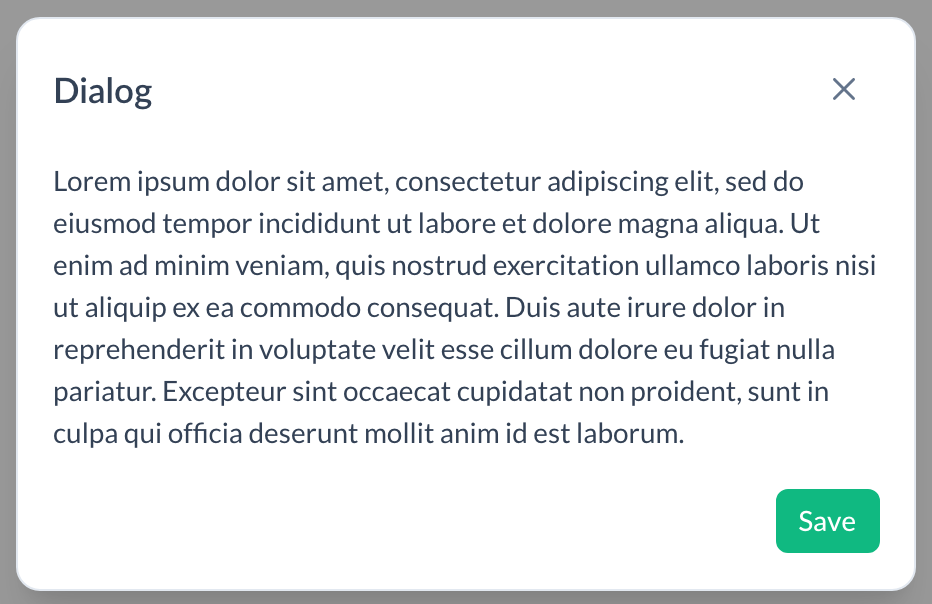 Dialog
Lorem ipsum dolor sit amet, consectetur adipiscing elit, sed do
eiusmod tempor incididunt ut labore et dolore magna aliqua. Ut
enim ad minim veniam, quis nostrud exercitation ullamco laboris nisi
ut aliquip ex ea commodo consequat. Duis aute irure dolor in
reprehenderit in voluptate velit esse cillum dolore eu fugiat nulla
pariatur. Excepteur sint occaecat cupidatat non proident, sunt in
culpa qui officia deserunt mollit anim id est laborum.
Save